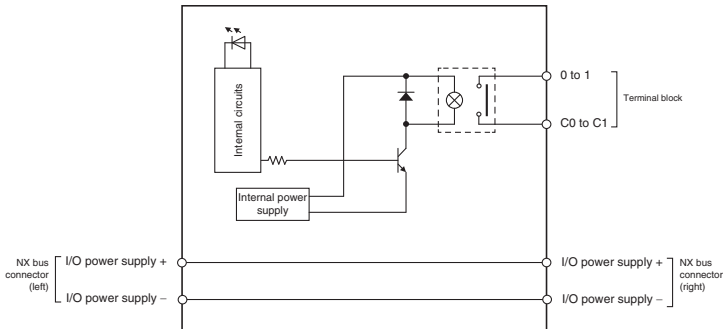 Internal circuits
0 to 1
Terminal block
C0 to C1
Internal power
supply
NX bus
connector
(left)
I/O power supply +
I/O power supply –
I/O power supply +
I/O power supply –
NX bus
connector
(right)